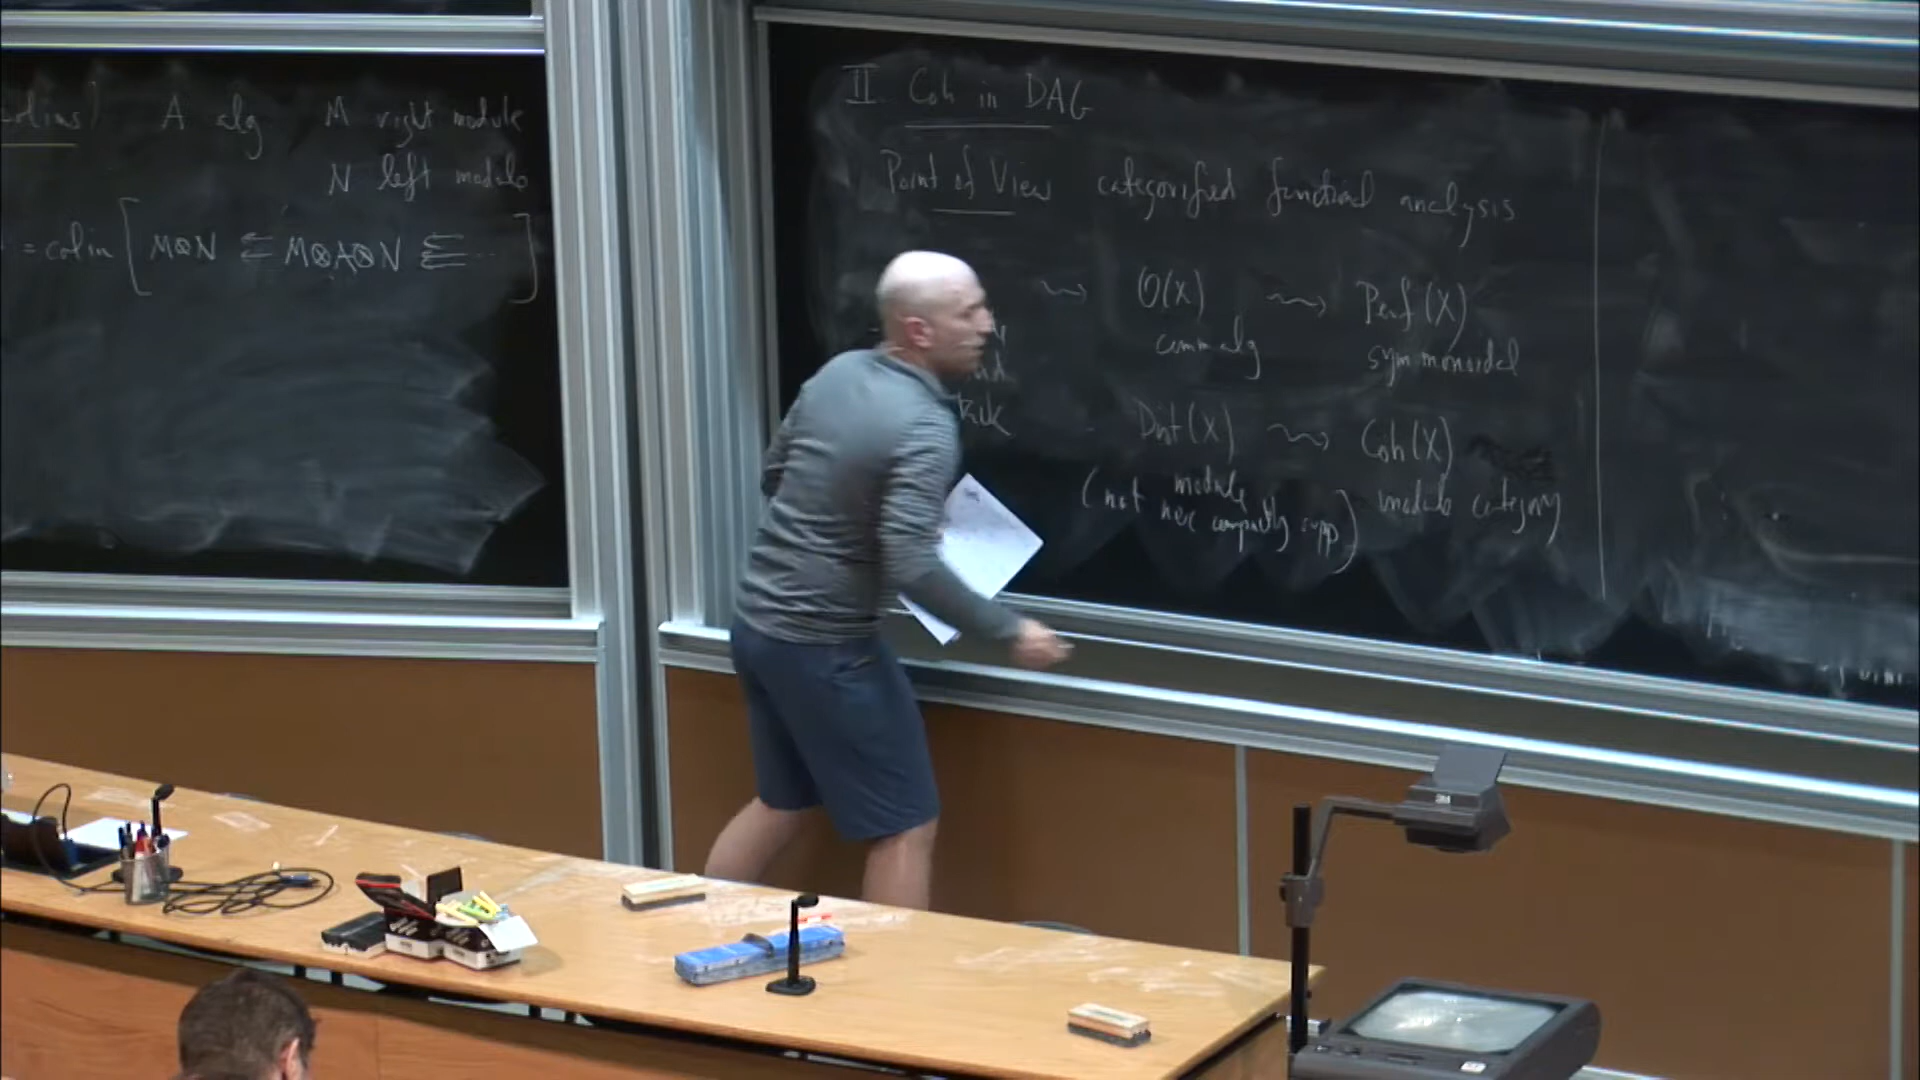 A alg M right module
N left module
= colim [ M⊗N ⇇ M⊗A⊗N ⇇ ... ]
II. Coh in DAG
Point of View categorified functional analysis
⇝ O(X) ⇝ Perf(X)
comm alg sym monoidal
Dist(X) ⇝ Coh(X)
module module category
(not nec compactly supp)